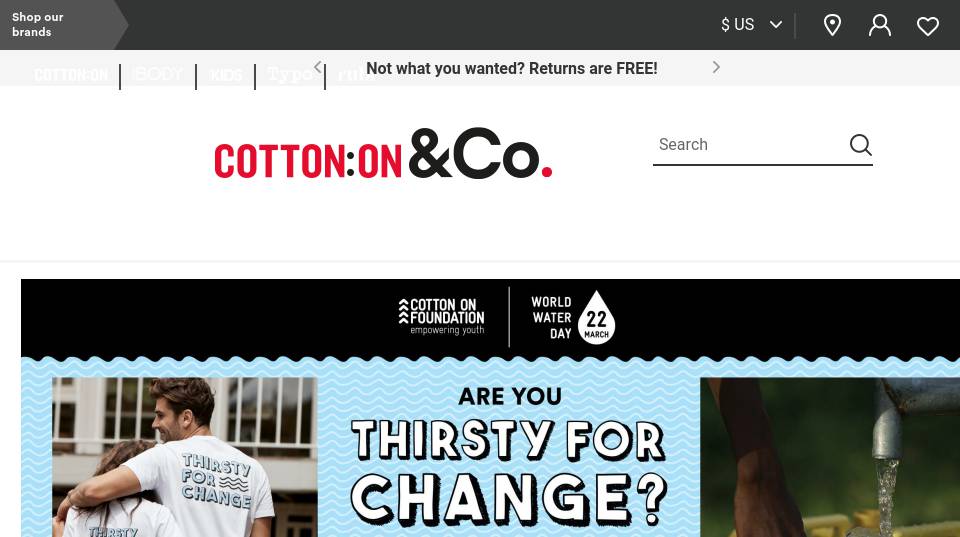 Shop our
brands
$ US
COTTON:ON
BODY
KIDS
Typo
Not what you wanted? Returns are FREE!
COTTON:ON &Co.
Search
COTTON ON
FOUNDATION
empowering youth
WORLD
WATER
DAY
22
MARCH
ARE YOU
THIRSTY FOR
CHANGE?
THIRSTY
FOR
CHANGE
THIRSTY